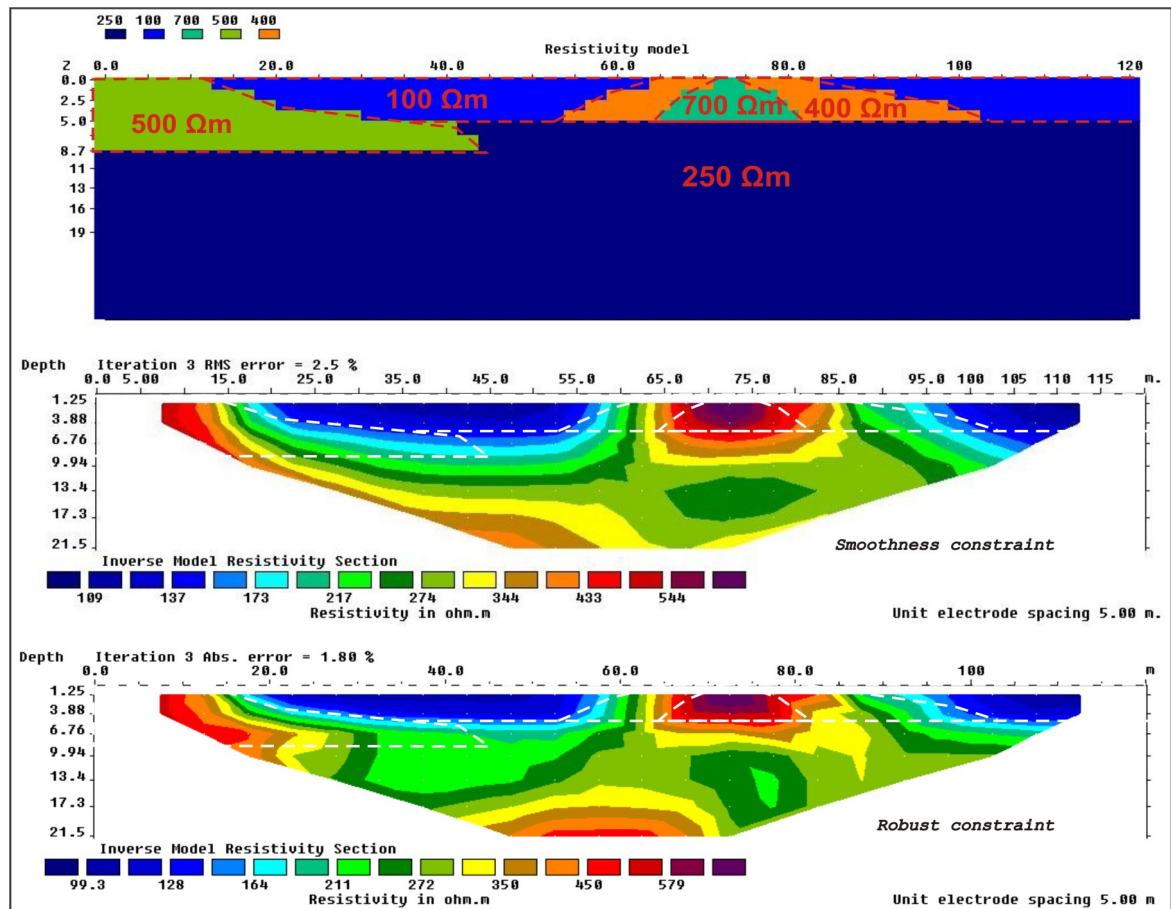 250 100 700 500 400
Resistivity model
Z 0.0 20.0 40.0 60.0 80.0 100 120
0.0
2.5
5.0
8.7
11
13
16
19
100 Ωm
700 Ωm
400 Ωm
500 Ωm
250 Ωm
Depth Iteration 3 RMS error = 2.5 %
0.0 5.00 15.0 25.0 35.0 45.0 55.0 65.0 75.0 85.0 95.0 100 105 110 115 m.
1.25
3.88
6.76
9.94
13.4
17.3
21.5
Smoothness constraint
Inverse Model Resistivity Section
109 137 173 217 274 344 433 544
Resistivity in ohm.m
Unit electrode spacing 5.00 m.
Depth Iteration 3 Abs. error = 1.80 %
0.0 20.0 40.0 60.0 80.0 100 m
1.25
3.88
6.76
9.94
13.4
17.3
21.5
Robust constraint
Inverse Model Resistivity Section
99.3 128 164 211 272 350 450 579
Resistivity in ohm.m
Unit electrode spacing 5.00 m